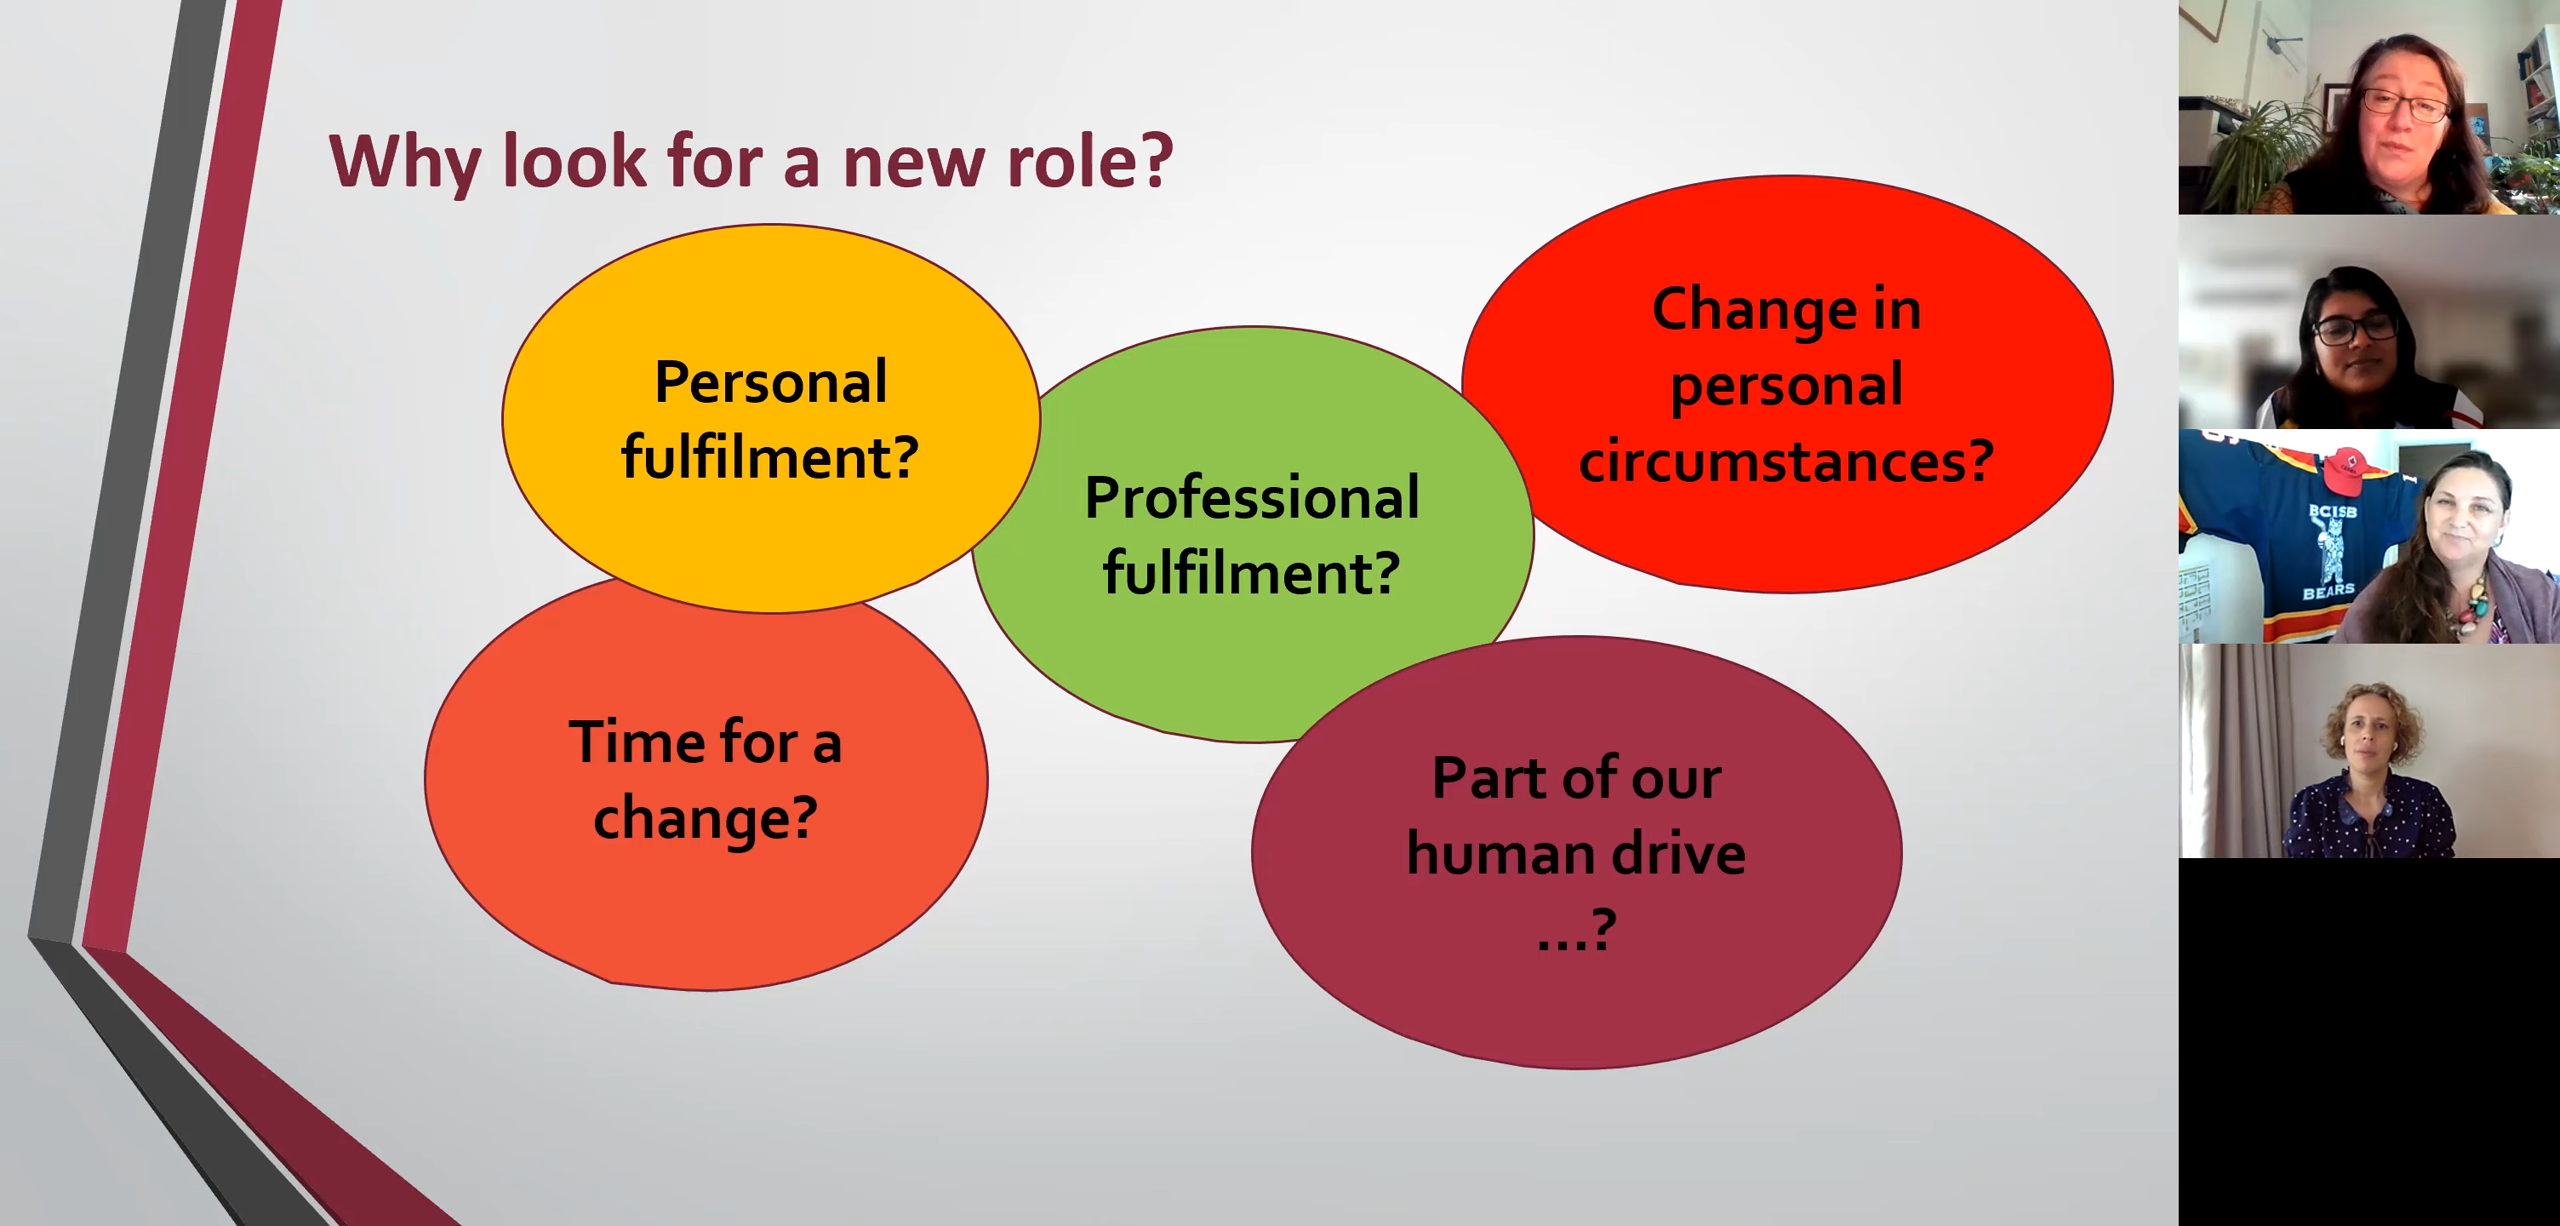 Why look for a new role?
Personal
fulfilment?
Professional
fulfilment?
Change in
personal
circumstances?
Time for a
change?
Part of our
human drive
...?
BCISB
BEARS